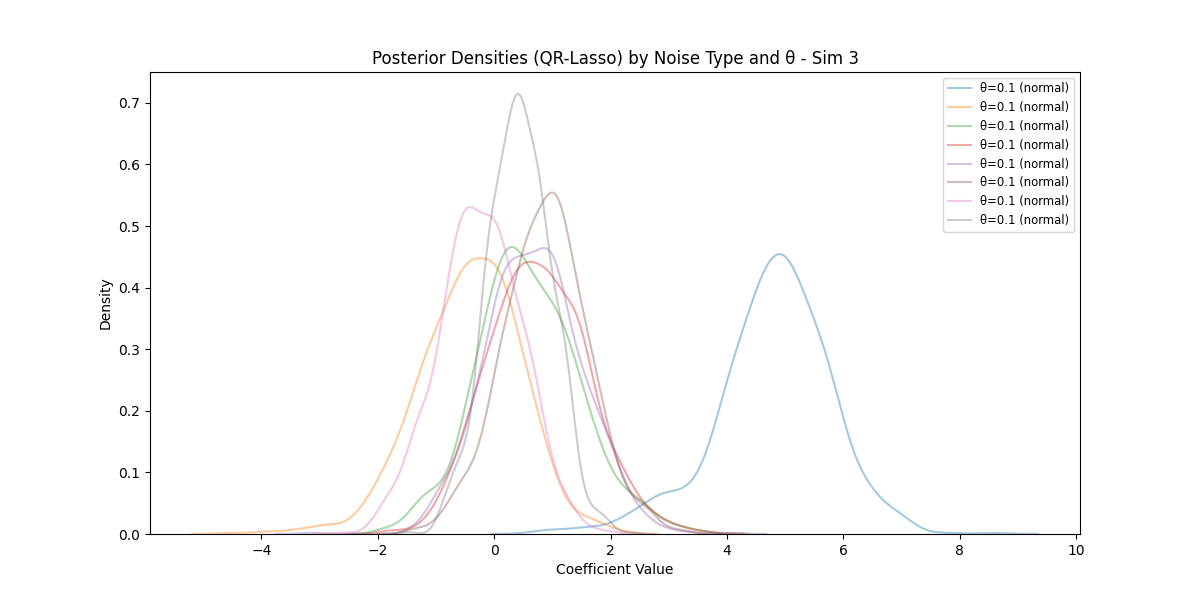 Posterior Densities (QR-Lasso) by Noise Type and θ - Sim 3
θ=0.1 (normal)
θ=0.1 (normal)
θ=0.1 (normal)
θ=0.1 (normal)
θ=0.1 (normal)
θ=0.1 (normal)
θ=0.1 (normal)
θ=0.1 (normal)
Density
0.7
0.6
0.5
0.4
0.3
0.2
0.1
0.0
−4 −2 0 2 4 6 8 10
Coefficient Value